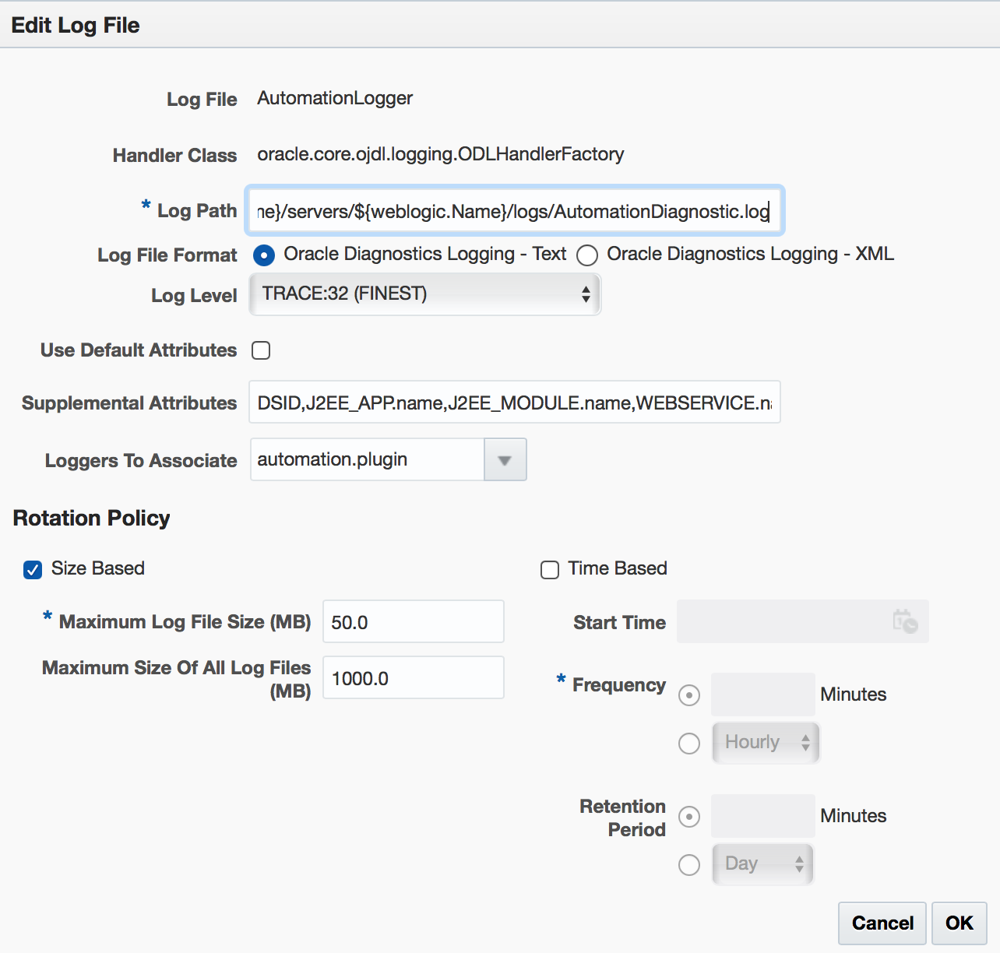 Edit Log File
Log File AutomationLogger
Handler Class oracle.core.ojdl.logging.ODLHandlerFactory
* Log Path ne}/servers/${weblogic.Name}/logs/AutomationDiagnostic.log
Log File Format Oracle Diagnostics Logging - Text Oracle Diagnostics Logging - XML
Log Level TRACE:32 (FINEST)
Use Default Attributes
Supplemental Attributes DSID,J2EE_APP.name,J2EE_MODULE.name,WEBSERVICE.na
Loggers To Associate automation.plugin
Rotation Policy
Size Based
* Maximum Log File Size (MB) 50.0
Maximum Size Of All Log Files
(MB) 1000.0
Time Based
Start Time
* Frequency Minutes
Hourly
Retention
Period Minutes
Day
Cancel OK